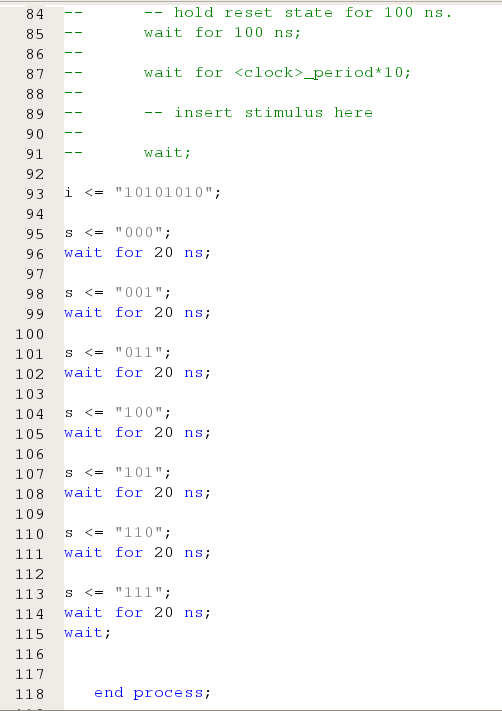 84 --      -- hold reset state for 100 ns.
85 --      wait for 100 ns;
86 --
87 --      wait for <clock>_period*10;
88 --
89 --      -- insert stimulus here
90 --
91 --      wait;
92
93 i <= "10101010";
94
95 s <= "000";
96 wait for 20 ns;
97
98 s <= "001";
99 wait for 20 ns;
100
101 s <= "011";
102 wait for 20 ns;
103
104 s <= "100";
105 wait for 20 ns;
106
107 s <= "101";
108 wait for 20 ns;
109
110 s <= "110";
111 wait for 20 ns;
112
113 s <= "111";
114 wait for 20 ns;
115 wait;
116
117
118    end process;